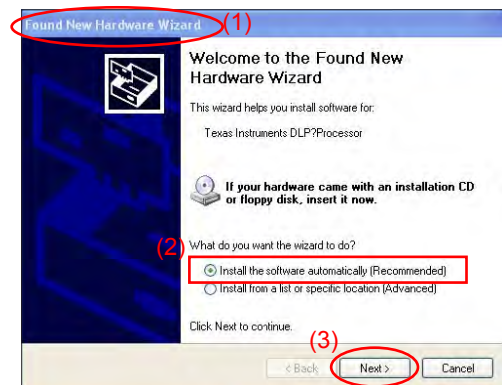 Found New Hardware Wizard
(1)
Welcome to the Found New
Hardware Wizard
This wizard helps you install software for:
Texas Instruments DLP?Processor
If your hardware came with an installation CD
or floppy disk, insert it now.
(2)
What do you want the wizard to do?
Install the software automatically (Recommended)
Install from a list or specific location (Advanced)
Click Next to continue.
(3)
< Back
Next >
Cancel